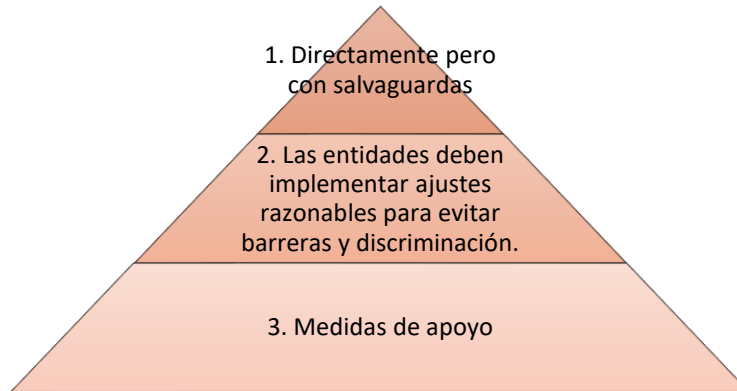 1. Directamente pero
con salvaguardas
2. Las entidades deben
implementar ajustes
razonables para evitar
barreras y discriminación.
3. Medidas de apoyo